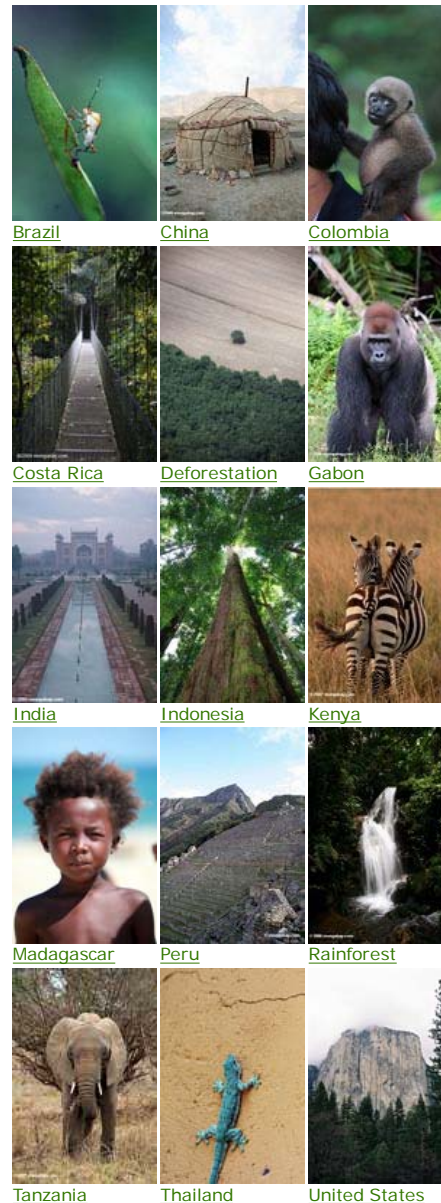 Brazil China Colombia
Costa Rica Deforestation Gabon
India Indonesia Kenya
Madagascar Peru Rainforest
Tanzania Thailand United States